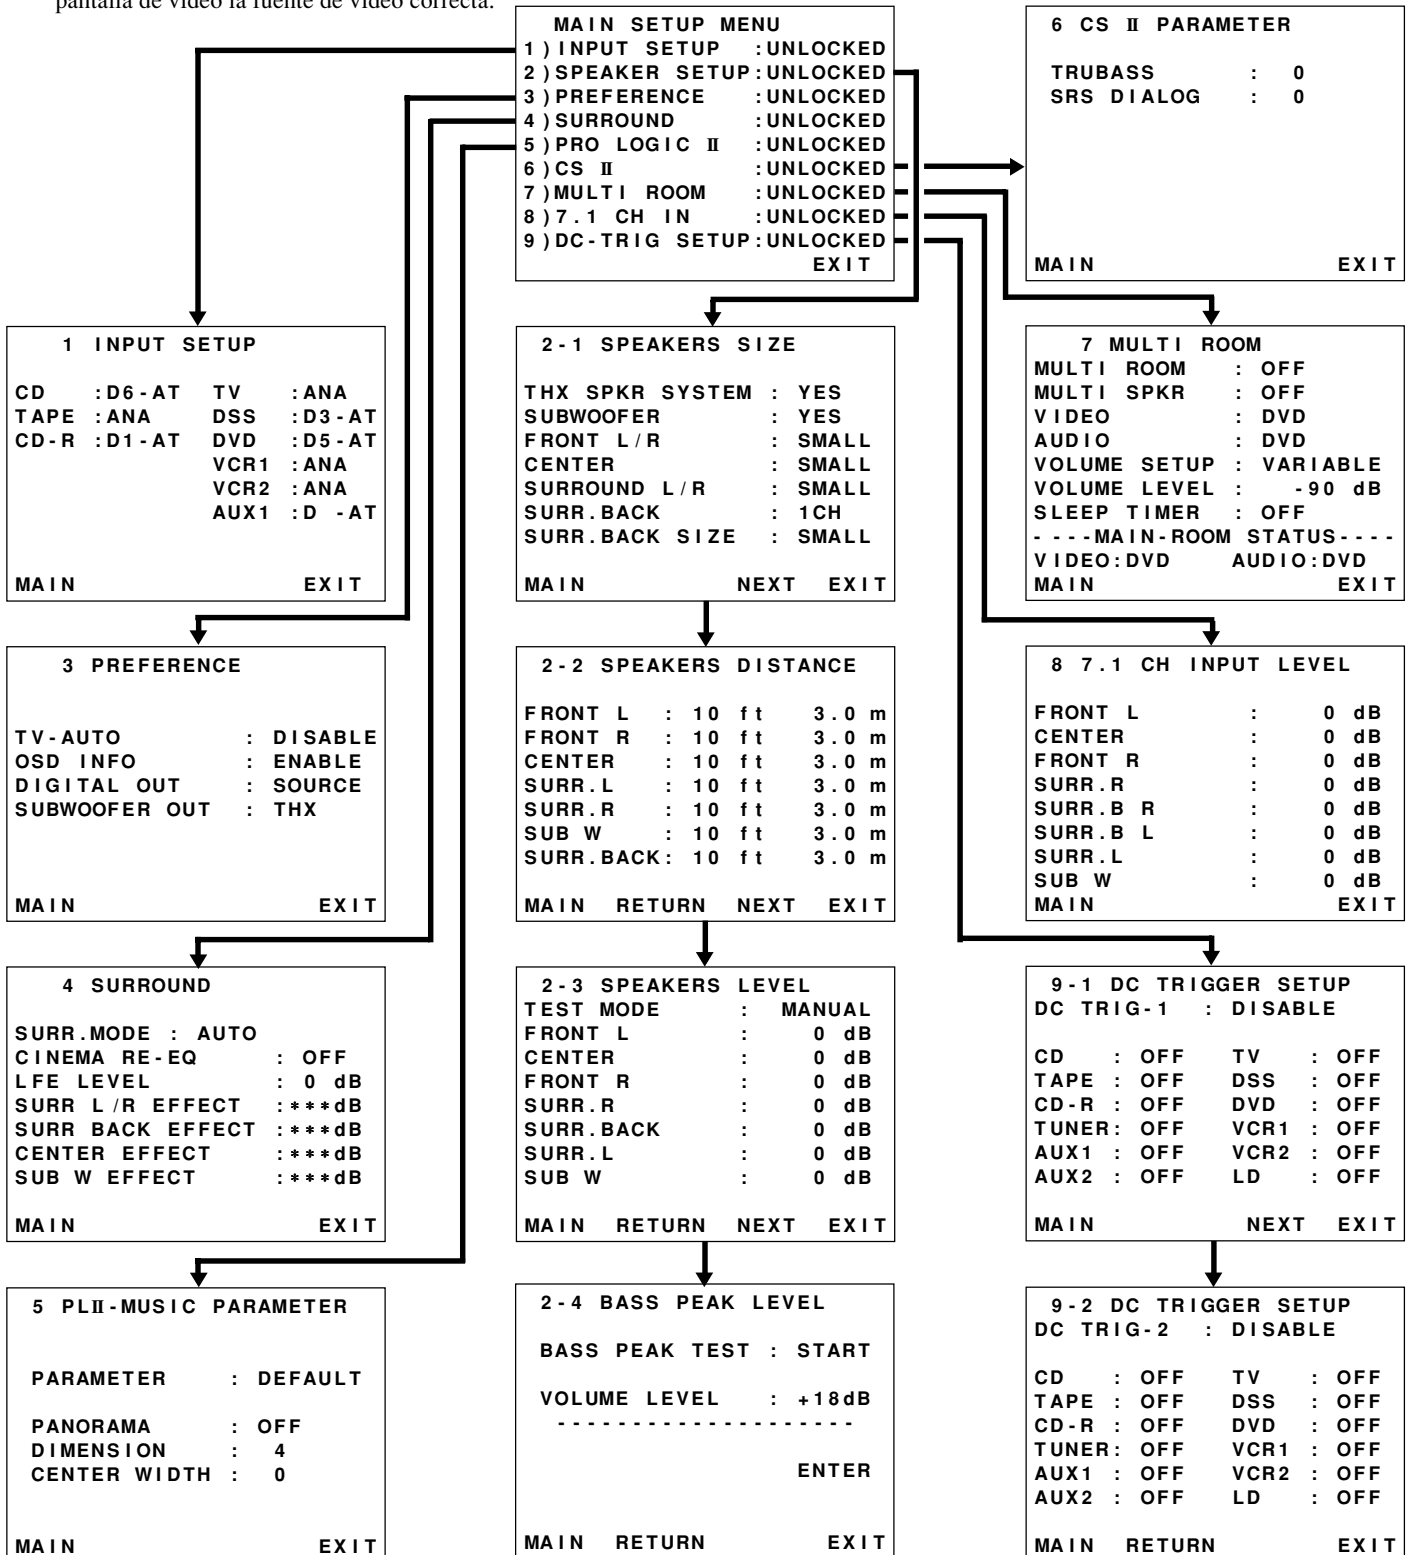 pantalla de vídeo la fuente de vídeo correcta.
MAIN SETUP MENU
1)INPUT SETUP :UNLOCKED
2)SPEAKER SETUP:UNLOCKED
3)PREFERENCE :UNLOCKED
4)SURROUND :UNLOCKED
5)PRO LOGIC II :UNLOCKED
6)CS II :UNLOCKED
7)MULTI ROOM :UNLOCKED
8)7.1 CH IN :UNLOCKED
9)DC-TRIG SETUP:UNLOCKED
EXIT
6 CS II PARAMETER
TRUBASS : 0
SRS DIALOG : 0
MAIN EXIT
1 INPUT SETUP
CD :D6-AT TV :ANA
TAPE :ANA DSS :D3-AT
CD-R :D1-AT DVD :D5-AT
VCR1 :ANA
VCR2 :ANA
AUX1 :D -AT
MAIN EXIT
2-1 SPEAKERS SIZE
THX SPKR SYSTEM : YES
SUBWOOFER : YES
FRONT L/R : SMALL
CENTER : SMALL
SURROUND L/R : SMALL
SURR.BACK : 1CH
SURR.BACK SIZE : SMALL
MAIN NEXT EXIT
7 MULTI ROOM
MULTI ROOM : OFF
MULTI SPKR : OFF
VIDEO : DVD
AUDIO : DVD
VOLUME SETUP : VARIABLE
VOLUME LEVEL : -90 dB
SLEEP TIMER : OFF
----MAIN-ROOM STATUS----
VIDEO:DVD AUDIO:DVD
MAIN EXIT
3 PREFERENCE
TV-AUTO : DISABLE
OSD INFO : ENABLE
DIGITAL OUT : SOURCE
SUBWOOFER OUT : THX
MAIN EXIT
2-2 SPEAKERS DISTANCE
FRONT L : 10 ft 3.0 m
FRONT R : 10 ft 3.0 m
CENTER : 10 ft 3.0 m
SURR.L : 10 ft 3.0 m
SURR.R : 10 ft 3.0 m
SUB W : 10 ft 3.0 m
SURR.BACK: 10 ft 3.0 m
MAIN RETURN NEXT EXIT
8 7.1 CH INPUT LEVEL
FRONT L : 0 dB
CENTER : 0 dB
FRONT R : 0 dB
SURR.R : 0 dB
SURR.B R : 0 dB
SURR.B L : 0 dB
SURR.L : 0 dB
SUB W : 0 dB
MAIN EXIT
4 SURROUND
SURR.MODE : AUTO
CINEMA RE-EQ : OFF
LFE LEVEL : 0 dB
SURR L/R EFFECT :***dB
SURR BACK EFFECT :***dB
CENTER EFFECT :***dB
SUB W EFFECT :***dB
MAIN EXIT
2-3 SPEAKERS LEVEL
TEST MODE : MANUAL
FRONT L : 0 dB
CENTER : 0 dB
FRONT R : 0 dB
SURR.R : 0 dB
SURR.BACK : 0 dB
SURR.L : 0 dB
SUB W : 0 dB
MAIN RETURN NEXT EXIT
9-1 DC TRIGGER SETUP
DC TRIG-1 : DISABLE
CD : OFF TV : OFF
TAPE : OFF DSS : OFF
CD-R : OFF DVD : OFF
TUNER: OFF VCR1 : OFF
AUX1 : OFF VCR2 : OFF
AUX2 : OFF LD : OFF
MAIN NEXT EXIT
5 PLII-MUSIC PARAMETER
PARAMETER : DEFAULT
PANORAMA : OFF
DIMENSION : 4
CENTER WIDTH : 0
MAIN EXIT
2-4 BASS PEAK LEVEL
BASS PEAK TEST : START
VOLUME LEVEL : +18dB
--------------------
ENTER
MAIN RETURN EXIT
9-2 DC TRIGGER SETUP
DC TRIG-2 : DISABLE
CD : OFF TV : OFF
TAPE : OFF DSS : OFF
CD-R : OFF DVD : OFF
TUNER: OFF VCR1 : OFF
AUX1 : OFF VCR2 : OFF
AUX2 : OFF LD : OFF
MAIN RETURN EXIT